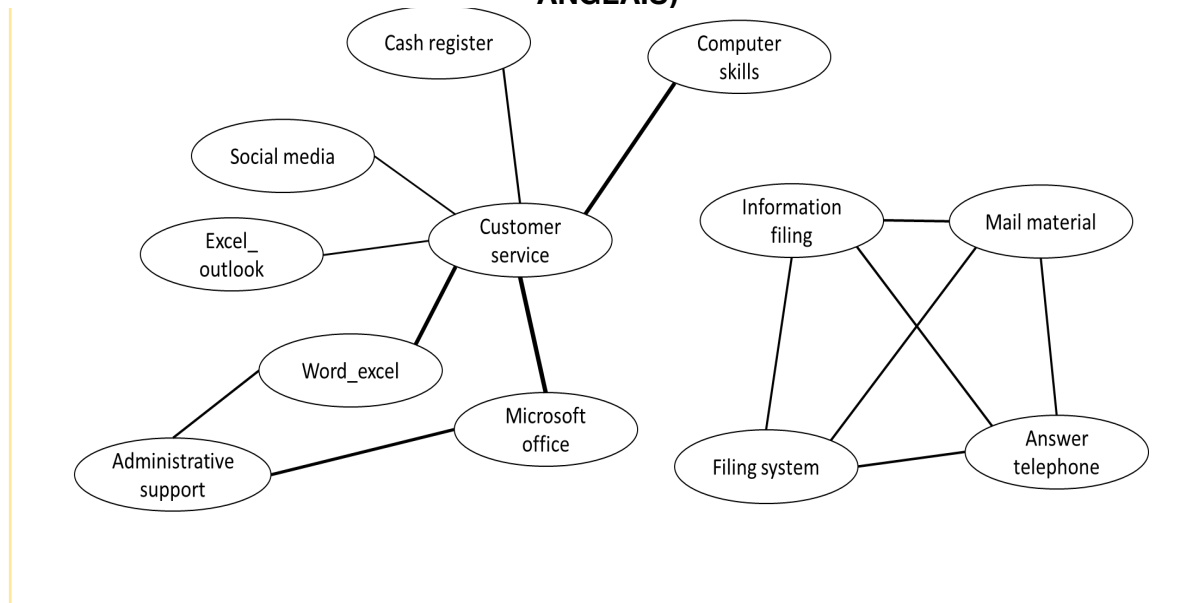 ANGLAIS)
Cash register
Computer
skills
Social media
Customer
service
Information
filing
Mail material
Excel_
outlook
Word_excel
Microsoft
office
Administrative
support
Filing system
Answer
telephone